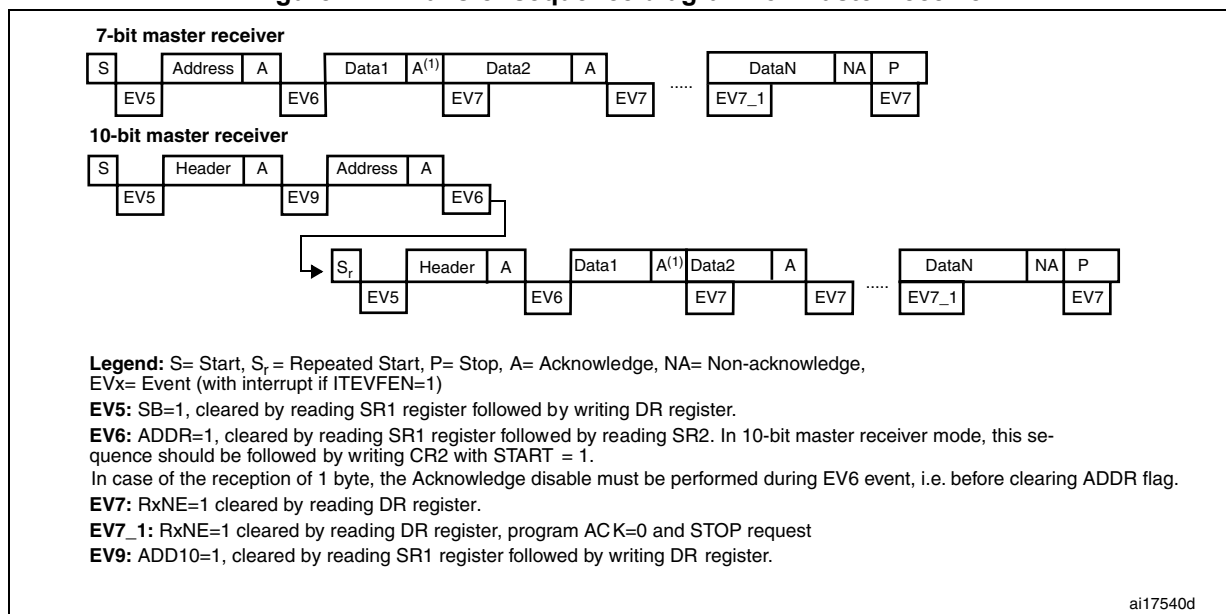 7-bit master receiver
S Address A Data1 A(1) Data2 A ..... DataN NA P
EV5 EV6 EV7 EV7 EV7_1 EV7
10-bit master receiver
S Header A Address A
EV5 EV9 EV6
Sr Header A Data1 A(1) Data2 A ..... DataN NA P
EV5 EV6 EV7 EV7 EV7_1 EV7
Legend: S= Start, Sr = Repeated Start, P= Stop, A= Acknowledge, NA= Non-acknowledge,
EVx= Event (with interrupt if ITEVFEN=1)
EV5: SB=1, cleared by reading SR1 register followed by writing DR register.
EV6: ADDR=1, cleared by reading SR1 register followed by reading SR2. In 10-bit master receiver mode, this se-
quence should be followed by writing CR2 with START = 1.
In case of the reception of 1 byte, the Acknowledge disable must be performed during EV6 event, i.e. before clearing ADDR flag.
EV7: RxNE=1 cleared by reading DR register.
EV7_1: RxNE=1 cleared by reading DR register, program ACK=0 and STOP request
EV9: ADD10=1, cleared by reading SR1 register followed by writing DR register.
ai17540d